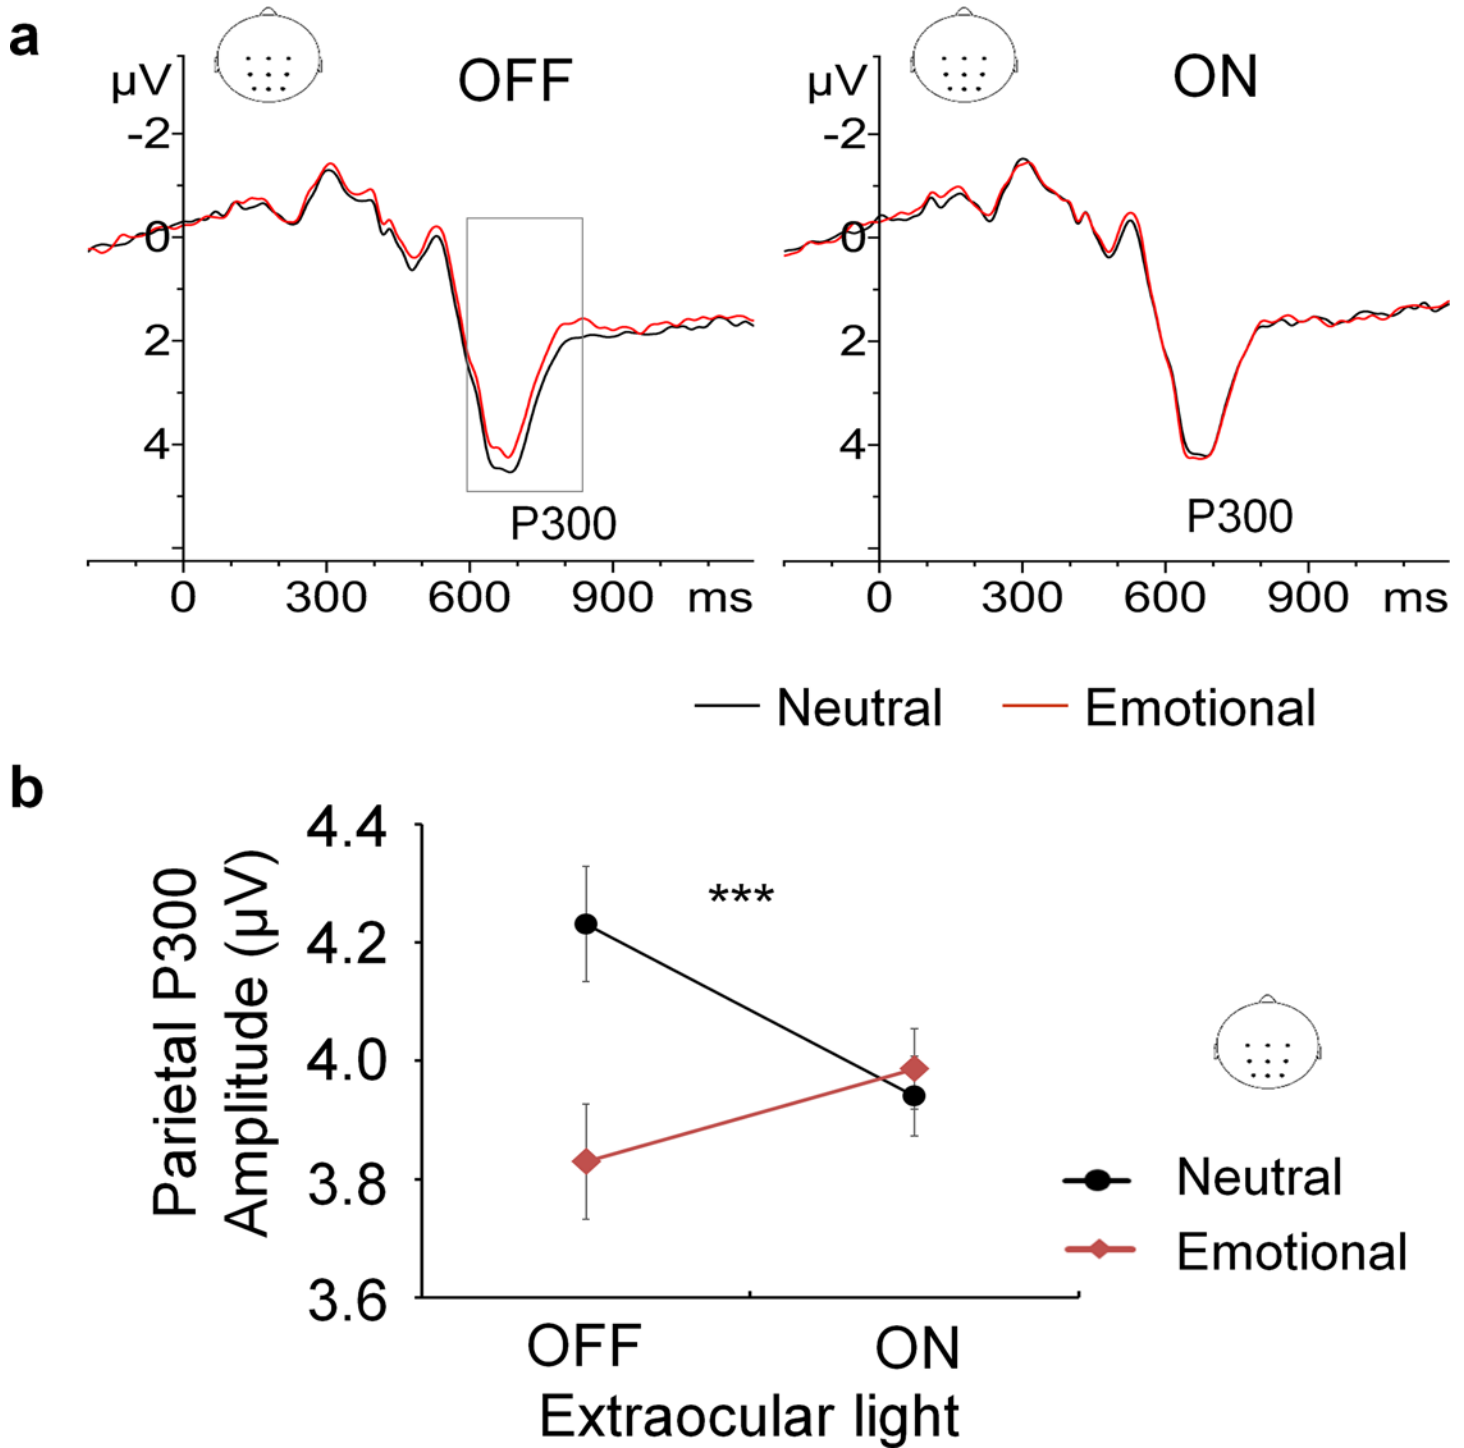 a
µV
OFF
-2
0
2
4
P300
0 300 600 900 ms
µV
ON
-2
0
2
4
P300
0 300 600 900 ms
Neutral Emotional
b
Parietal P300
Amplitude (µV)
4.4
4.2
4.0
3.8
3.6
***
OFF ON
Extraocular light
Neutral
Emotional